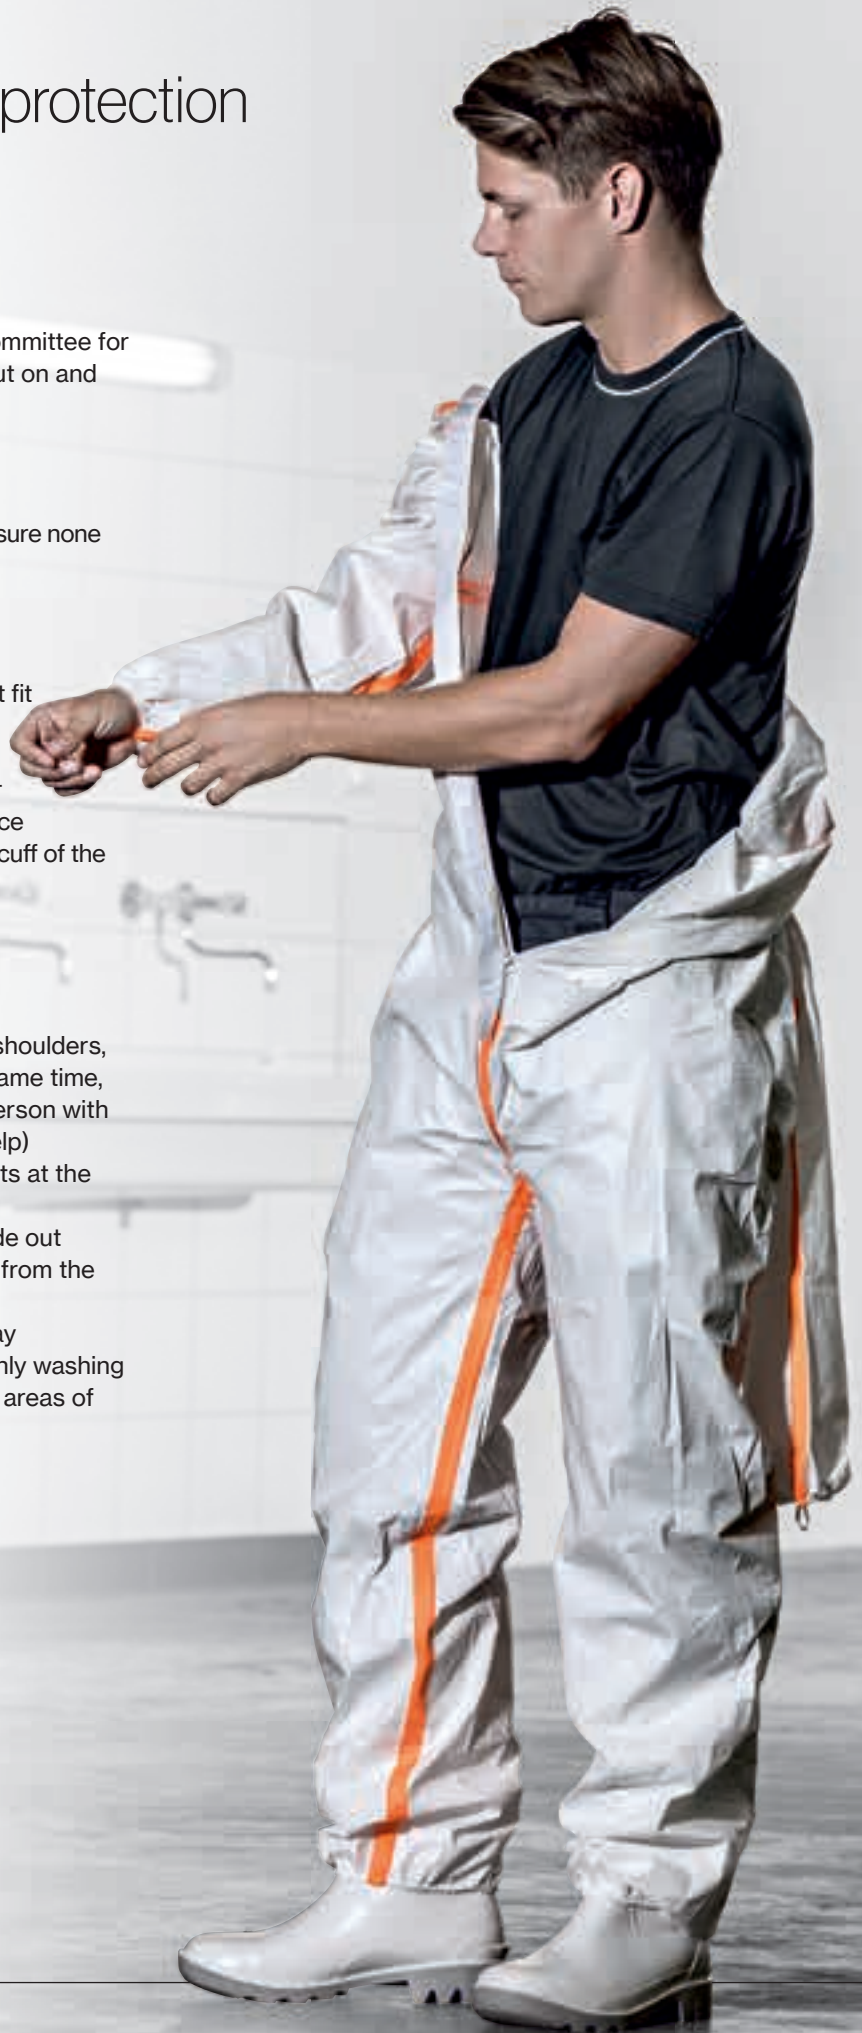 protection
ommittee for
ut on and
sure none
t fit
ce
cuff of the
shoulders,
ame time,
erson with
elp)
ts at the
de out
from the
ay
nly washing
areas of